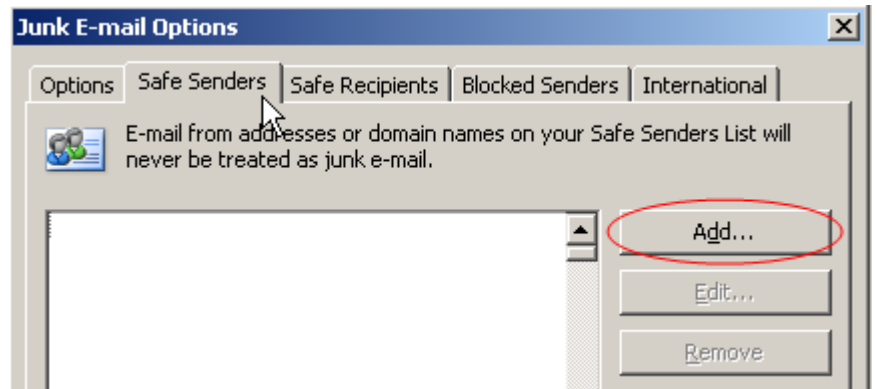 Junk E-mail Options
Options Safe Senders Safe Recipients Blocked Senders International
E-mail from addresses or domain names on your Safe Senders List will
never be treated as junk e-mail.
Add...
Edit...
Remove